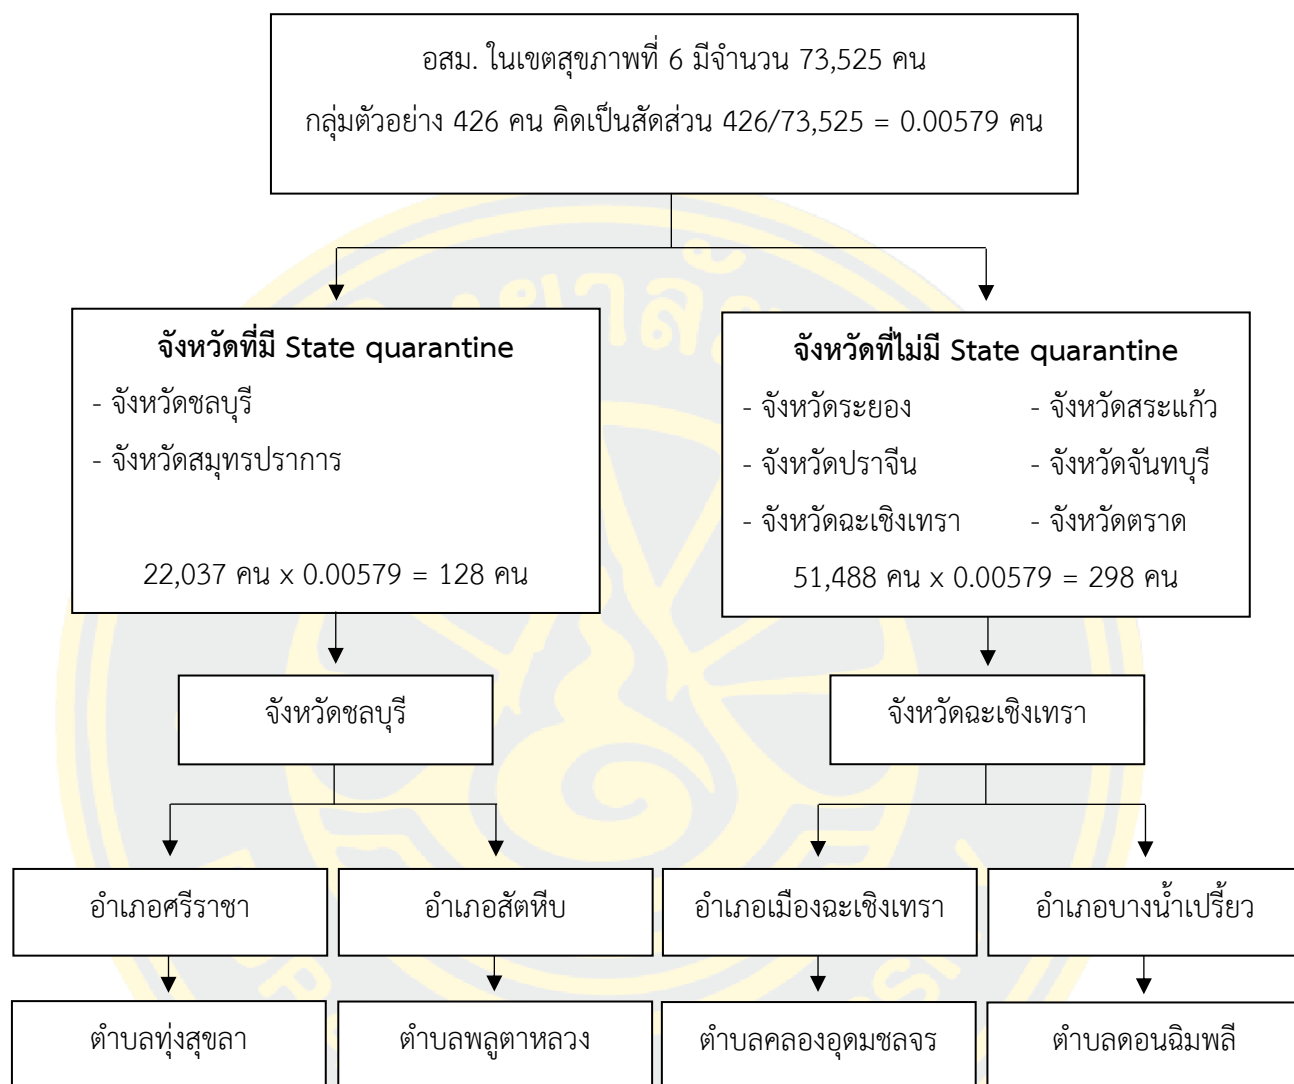 อสม. ในเขตสุขภาพที่ 6 มีจำนวน 73,525 คน
กลุ่มตัวอย่าง 426 คน คิดเป็นสัดส่วน 426/73,525 = 0.00579 คน
จังหวัดที่มี State quarantine
- จังหวัดชลบุรี
- จังหวัดสมุทรปราการ
22,037 คน x 0.00579 = 128 คน
จังหวัดที่ไม่มี State quarantine
- จังหวัดระยอง - จังหวัดสระแก้ว
- จังหวัดปราจีน - จังหวัดจันทบุรี
- จังหวัดฉะเชิงเทรา - จังหวัดตราด
51,488 คน x 0.00579 = 298 คน
จังหวัดชลบุรี
จังหวัดฉะเชิงเทรา
อำเภอศรีราชา
อำเภอสัตหีบ
อำเภอเมืองฉะเชิงเทรา
อำเภอบางน้ำเปรี้ยว
ตำบลทุ่งสุขลา
ตำบลพลูตาหลวง
ตำบลคลองอุดมชลจร
ตำบลดอนฉิมพลี